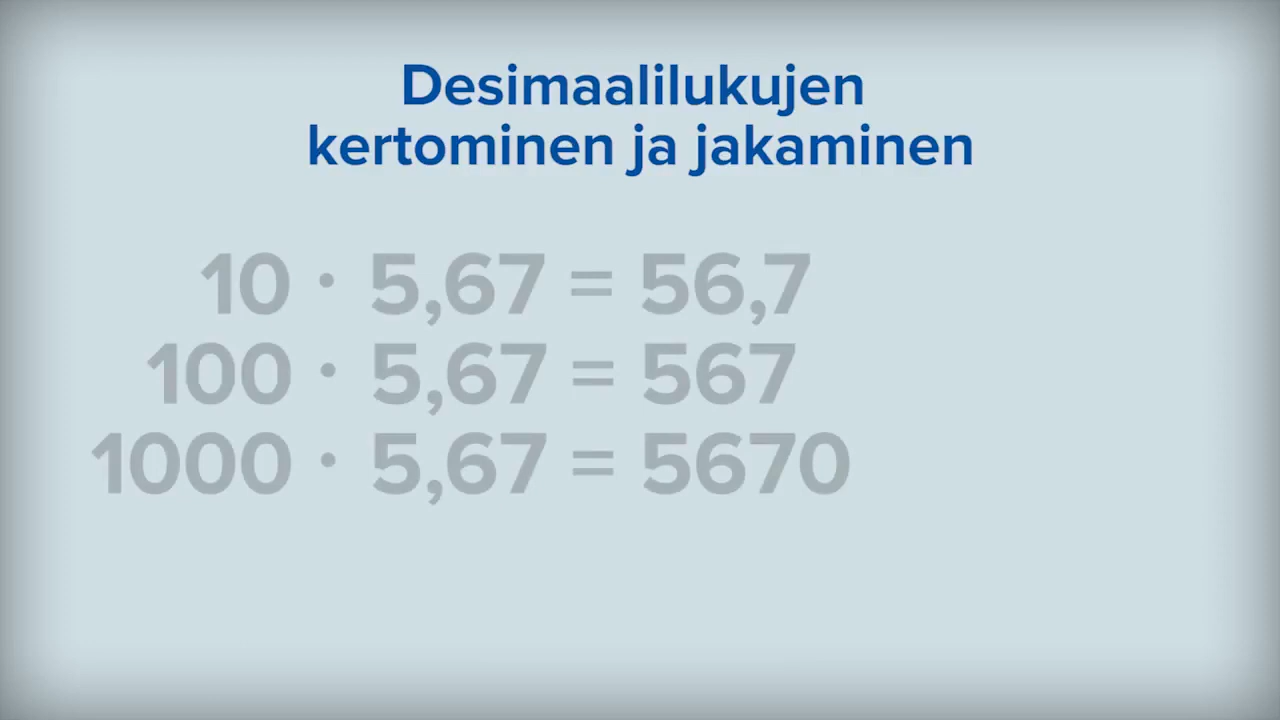 Desimaalilukujen
kertominen ja jakaminen
10 · 5,67 = 56,7
100 · 5,67 = 567
1000 · 5,67 = 5670